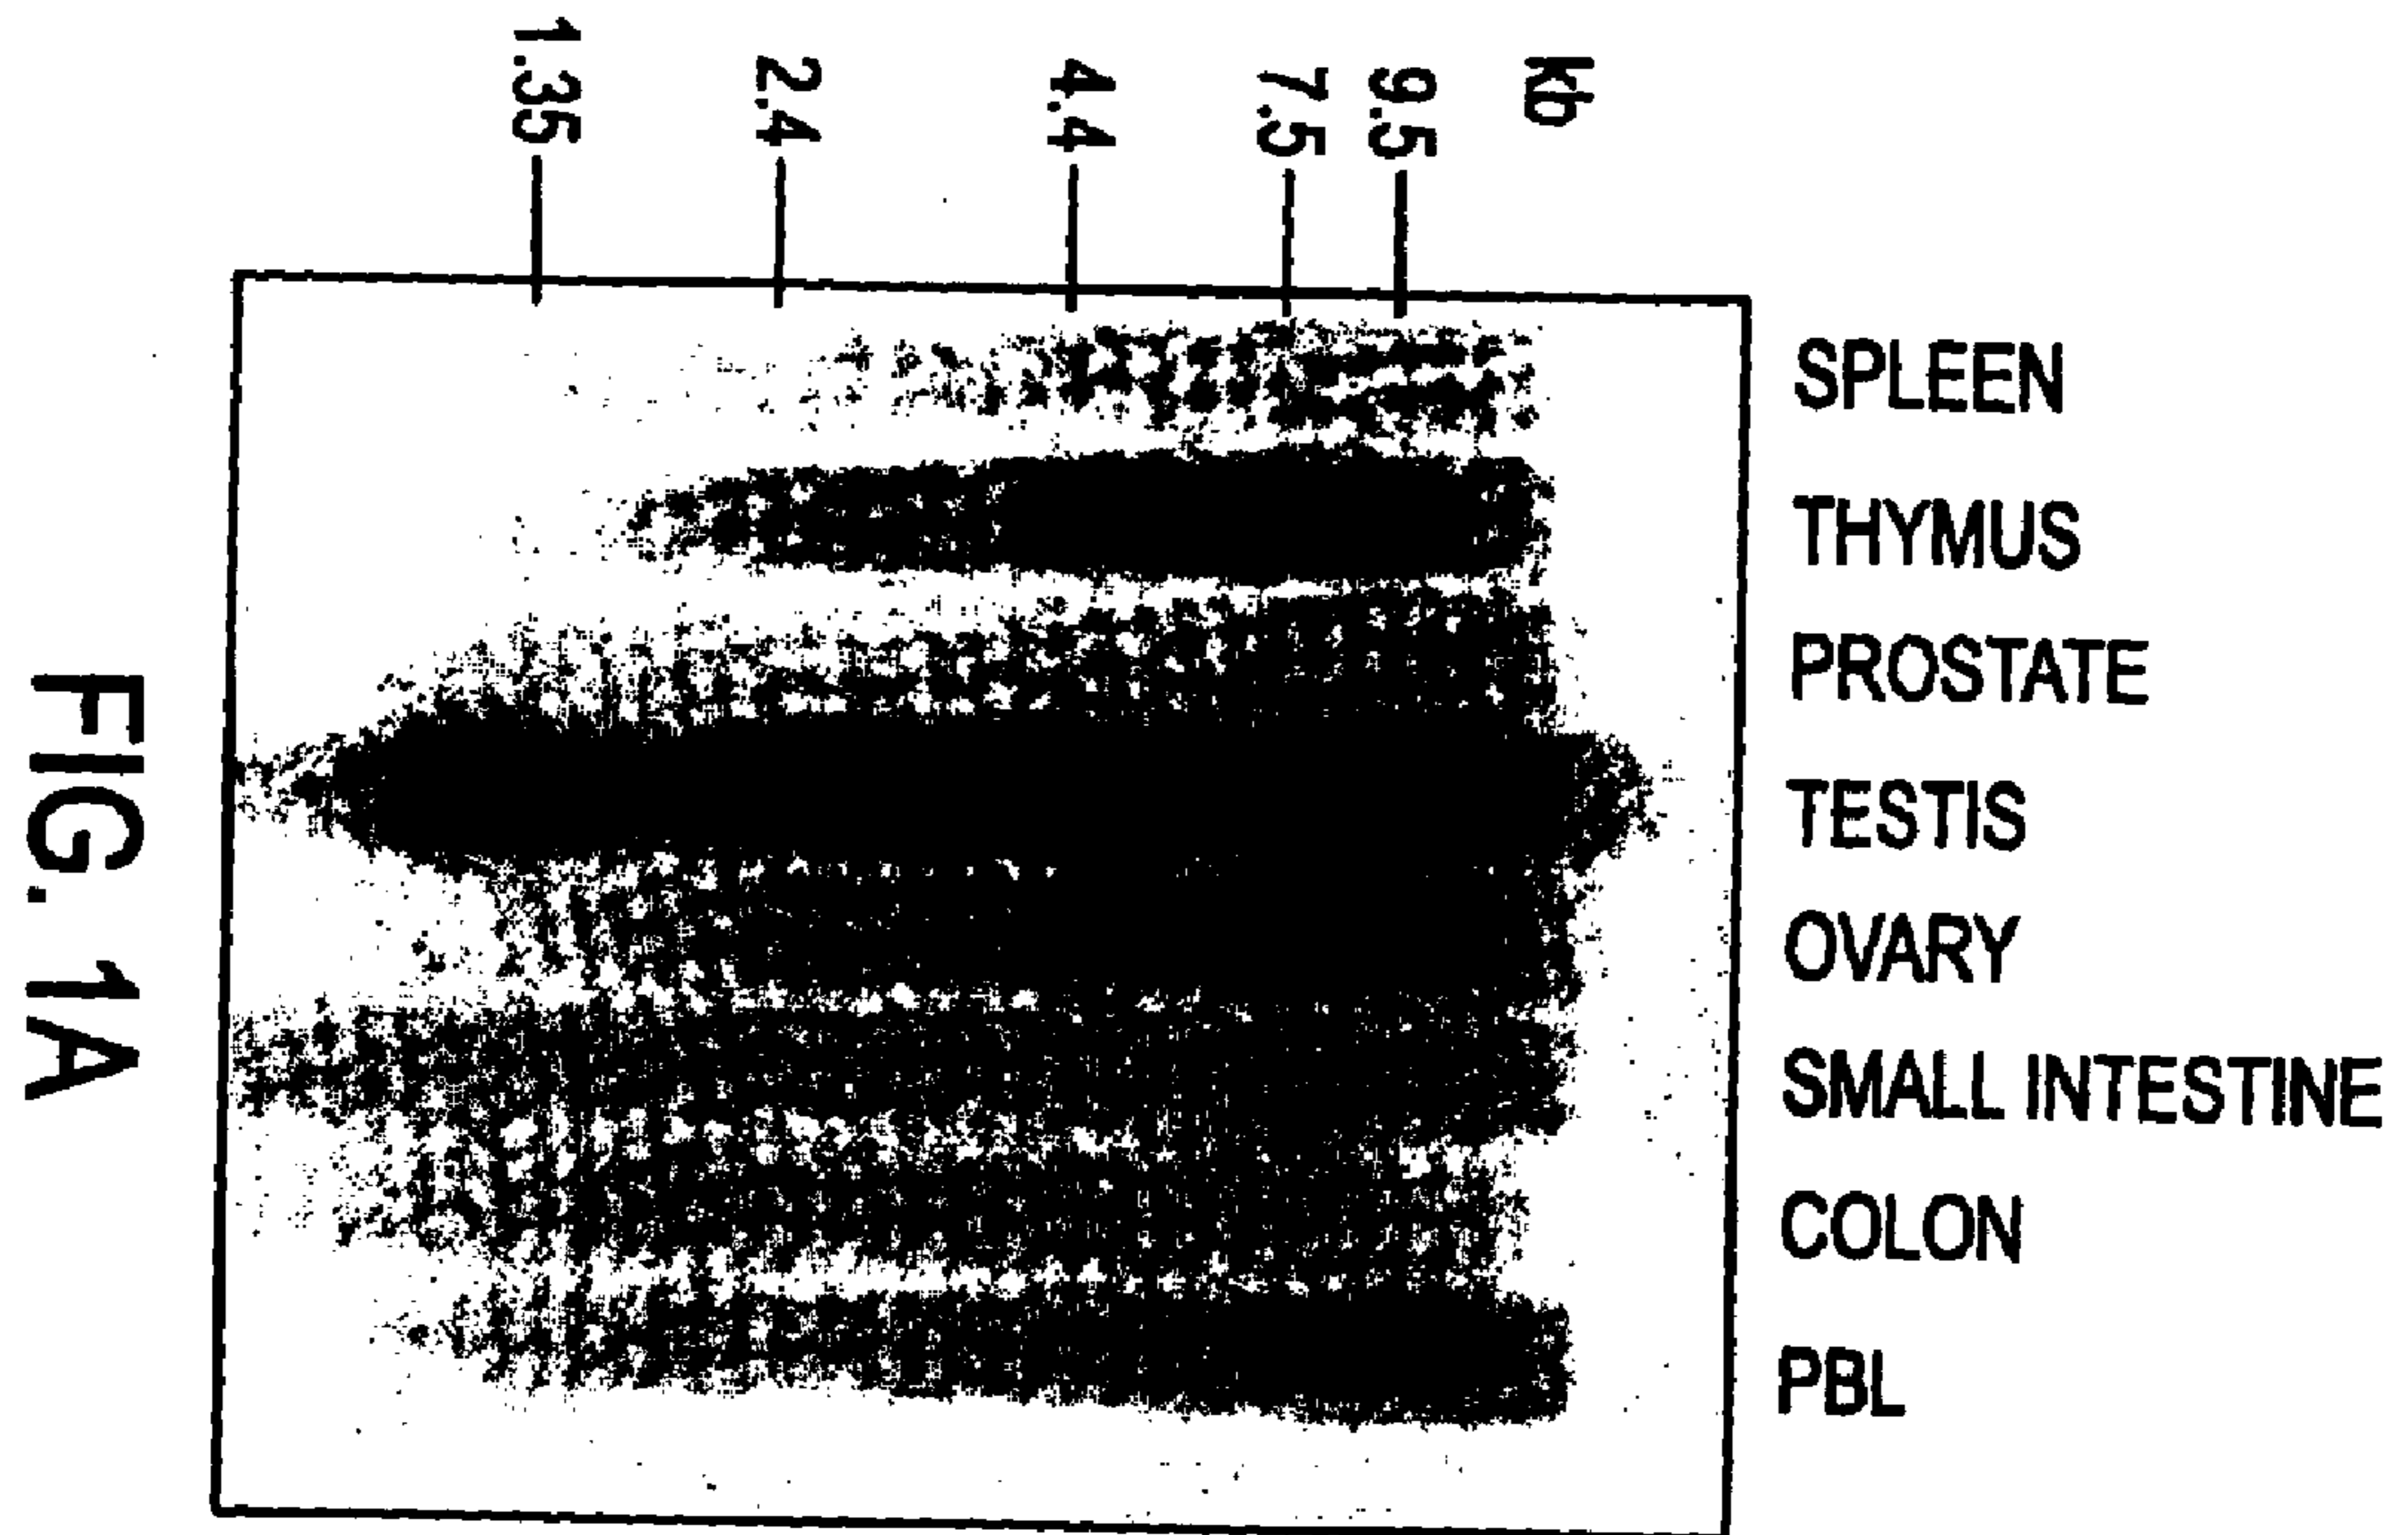 kb
9.5
7.5
4.4
2.4
1.35
SPLEEN
THYMUS
PROSTATE
TESTIS
OVARY
SMALL INTESTINE
COLON
PBL
FIG. 1A